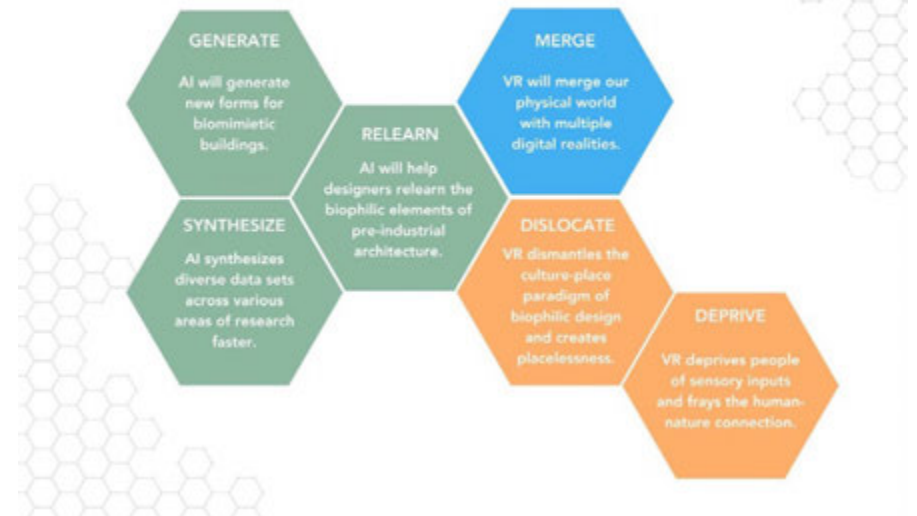 GENERATE
AI will generate
new forms for
biomimietic
buildings.
MERGE
VR will merge our
physical world
with multiple
digital realities.
RELEARN
AI will help
designers relearn the
biophilic elements of
pre-industrial
architecture.
SYNTHESIZE
AI synthesizes
diverse data sets
across various
areas of research
faster.
DISLOCATE
VR dismantles the
culture-place
paradigm of
biophilic design
and creates
placelessness.
DEPRIVE
VR deprives people
of sensory inputs
and frays the human-
nature connection.